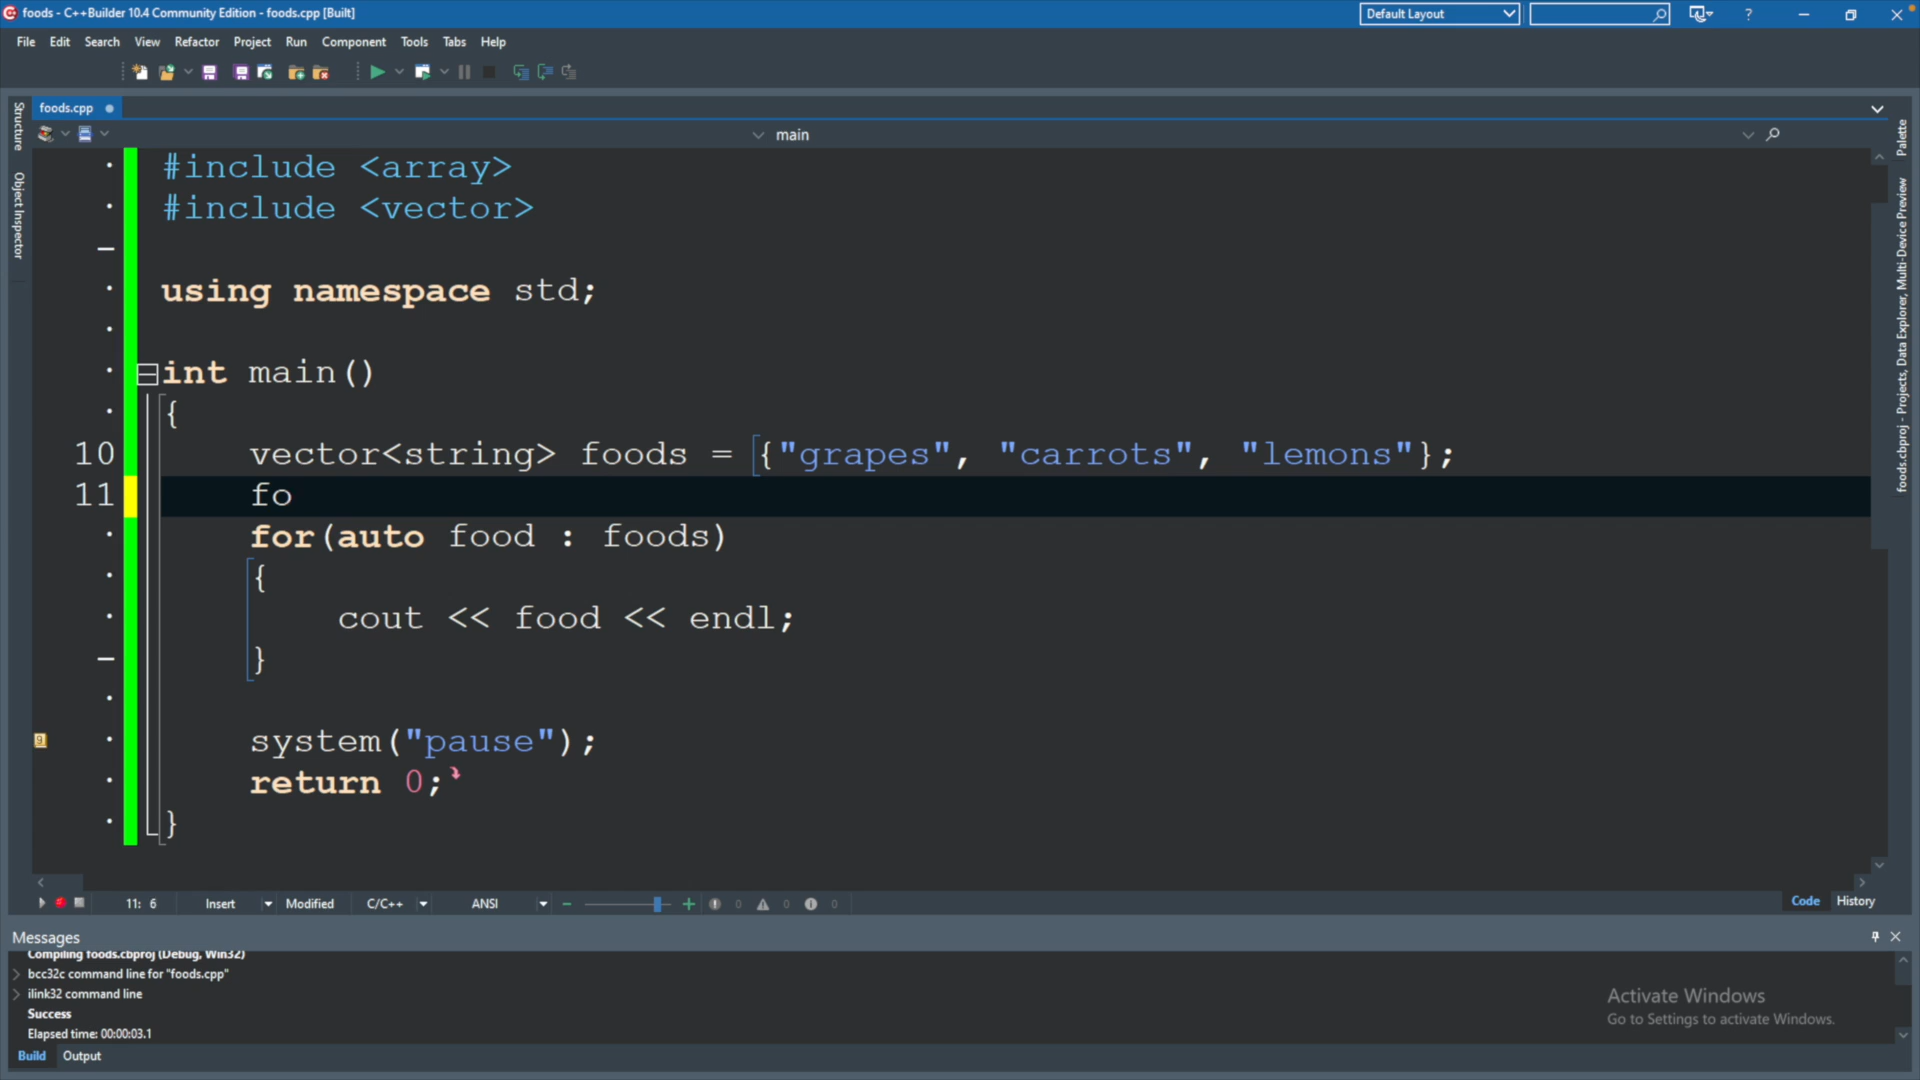 foods - C++Builder 10.4 Community Edition - foods.cpp [Built]
Default Layout
?
File Edit Search View Refactor Project Run Component Tools Tabs Help
foods.cpp
main
Structure
Object Inspector
Palette
foods.cbproj - Projects, Data Explorer, Multi-Device Preview
#include <array>
#include <vector>
using namespace std;
int main()
{
10 vector<string> foods = {"grapes", "carrots", "lemons"};
11 fo
for(auto food : foods)
{
cout << food << endl;
}
system("pause");
return 0;
}
11: 6 Insert Modified C/C++ ANSI 0 0 0
Code History
Messages
Compiling foods.cbproj (Debug, Win32)
bcc32c command line for "foods.cpp"
ilink32 command line
Success
Elapsed time: 00:00:03.1
Build Output
Activate Windows
Go to Settings to activate Windows.